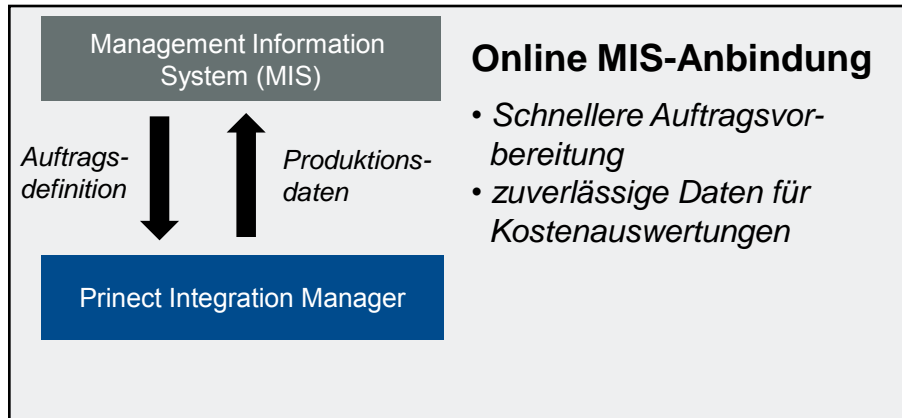 Management Information
System (MIS)
Auftrags-
definition
Produktions-
daten
Prinect Integration Manager
Online MIS-Anbindung
• Schnellere Auftragsvor-
bereitung
• zuverlässige Daten für
Kostenauswertungen